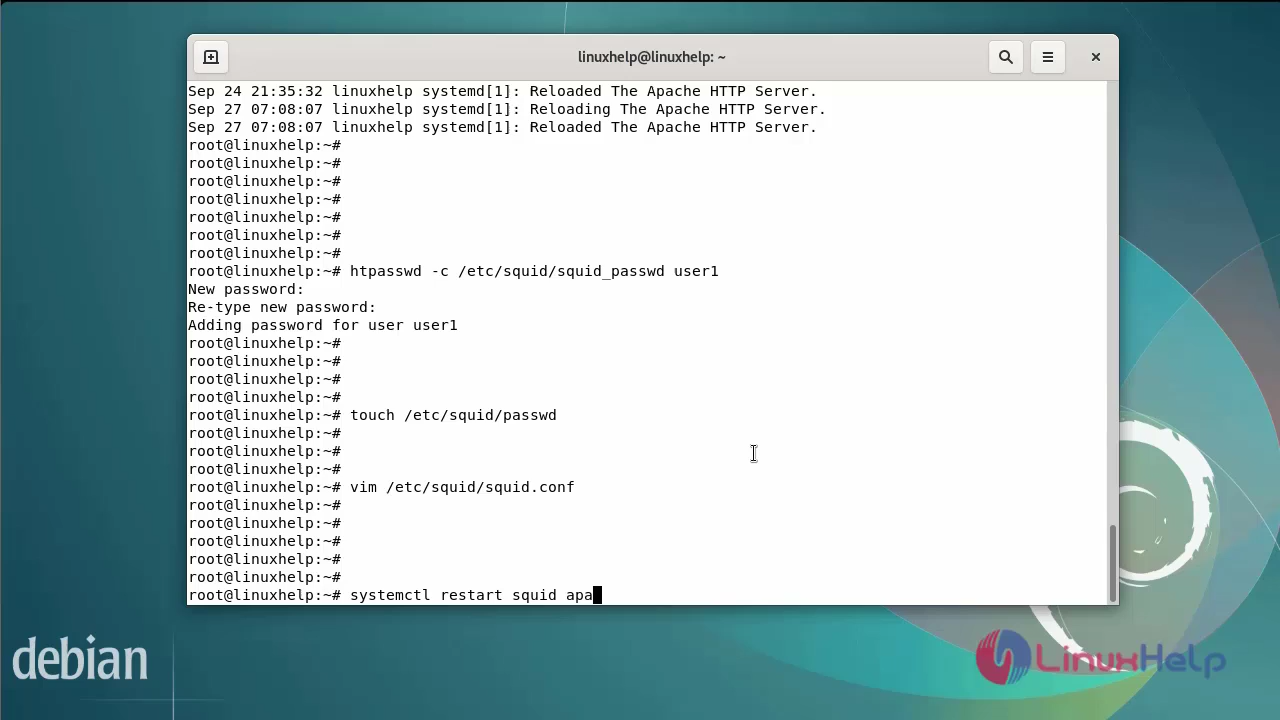 linuxhelp@linuxhelp: ~
Sep 24 21:35:32 linuxhelp systemd[1]: Reloaded The Apache HTTP Server.
Sep 27 07:08:07 linuxhelp systemd[1]: Reloading The Apache HTTP Server.
Sep 27 07:08:07 linuxhelp systemd[1]: Reloaded The Apache HTTP Server.
root@linuxhelp:~#
root@linuxhelp:~#
root@linuxhelp:~#
root@linuxhelp:~#
root@linuxhelp:~#
root@linuxhelp:~#
root@linuxhelp:~#
root@linuxhelp:~# htpasswd -c /etc/squid/squid_passwd user1
New password:
Re-type new password:
Adding password for user user1
root@linuxhelp:~#
root@linuxhelp:~#
root@linuxhelp:~#
root@linuxhelp:~#
root@linuxhelp:~# touch /etc/squid/passwd
root@linuxhelp:~#
root@linuxhelp:~#
root@linuxhelp:~#
root@linuxhelp:~# vim /etc/squid/squid.conf
root@linuxhelp:~#
root@linuxhelp:~#
root@linuxhelp:~#
root@linuxhelp:~#
root@linuxhelp:~#
root@linuxhelp:~# systemctl restart squid apa
debian
LinuxHelp